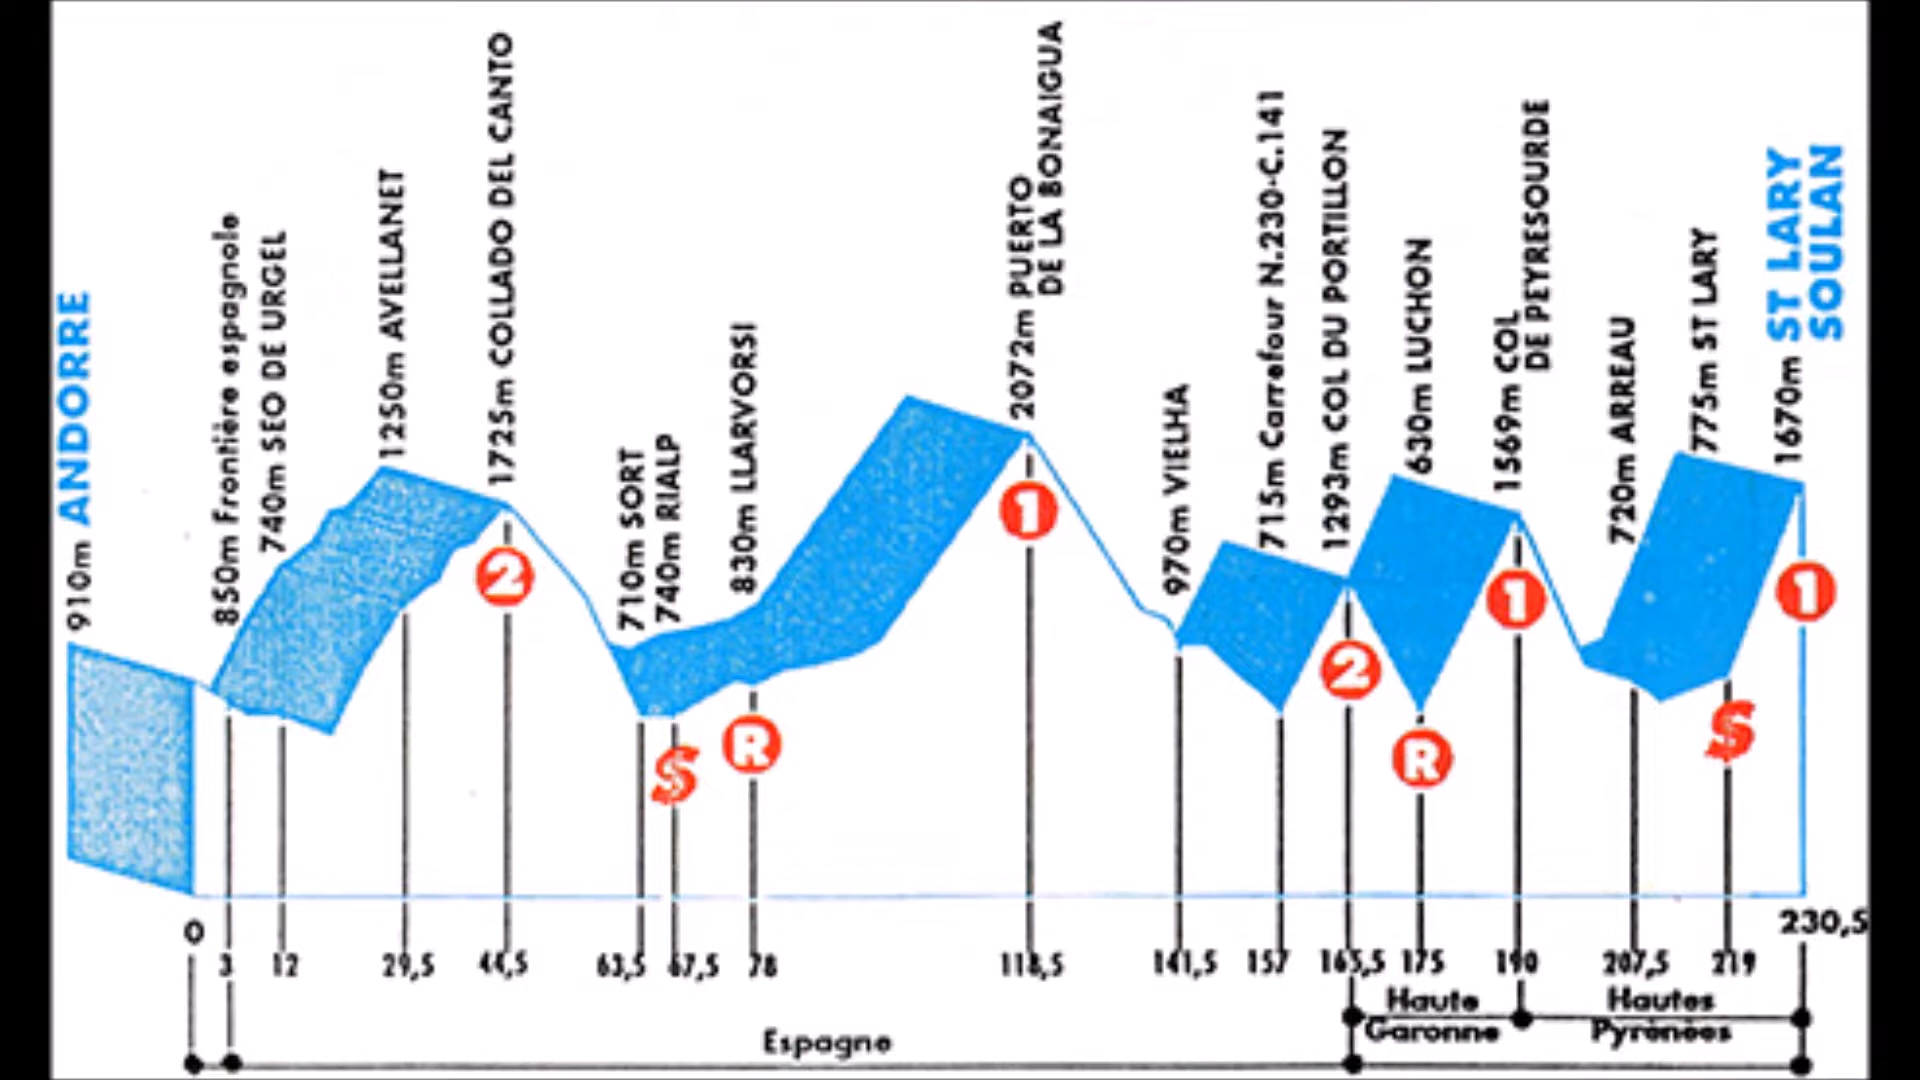 910m ANDORRE
850m Frontière espagnole
740m SEO DE URGEL
1250m AVELLANET
1725m COLLADO DEL CANTO
710m SORT
740m RIALP
830m LLARVORSI
2072m PUERTO
DE LA BONAIGUA
970m VIELHA
715m Carrefour N.230-C.141
1293m COL DU PORTILLON
630m LUCHON
1569m COL
DE PEYRESOURDE
720m ARREAU
775m ST LARY
1670m ST LARY
SOULAN
2
S
R
1
2
R
1
S
1
0
3
12
29,5
44,5
63,5
67,5
78
118,5
141,5
157
165,5
175
190
207,5
219
230,5
Haute
Garonne
Hautes
Pyrénées
Espagne